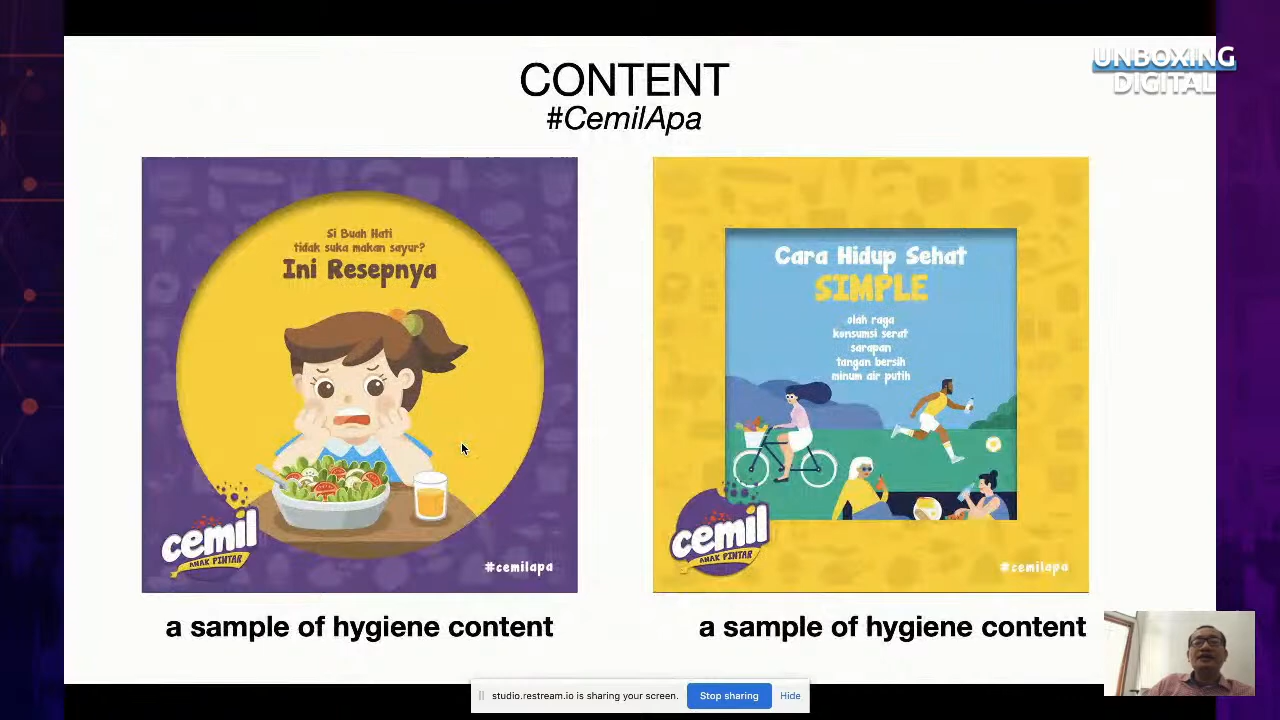 UNBOXING
DIGITAL
CONTENT
#CemilApa
Si Buah Hati
tidak suka makan sayur?
Ini Resepnya
cemil
ANAK PINTAR
#cemilapa
a sample of hygiene content
Cara Hidup Sehat
SIMPLE
olah raga
konsumsi serat
sarapan
tangan bersih
minum air putih
cemil
ANAK PINTAR
#cemilapa
a sample of hygiene content
studio.restream.io is sharing your screen.
Stop sharing
Hide